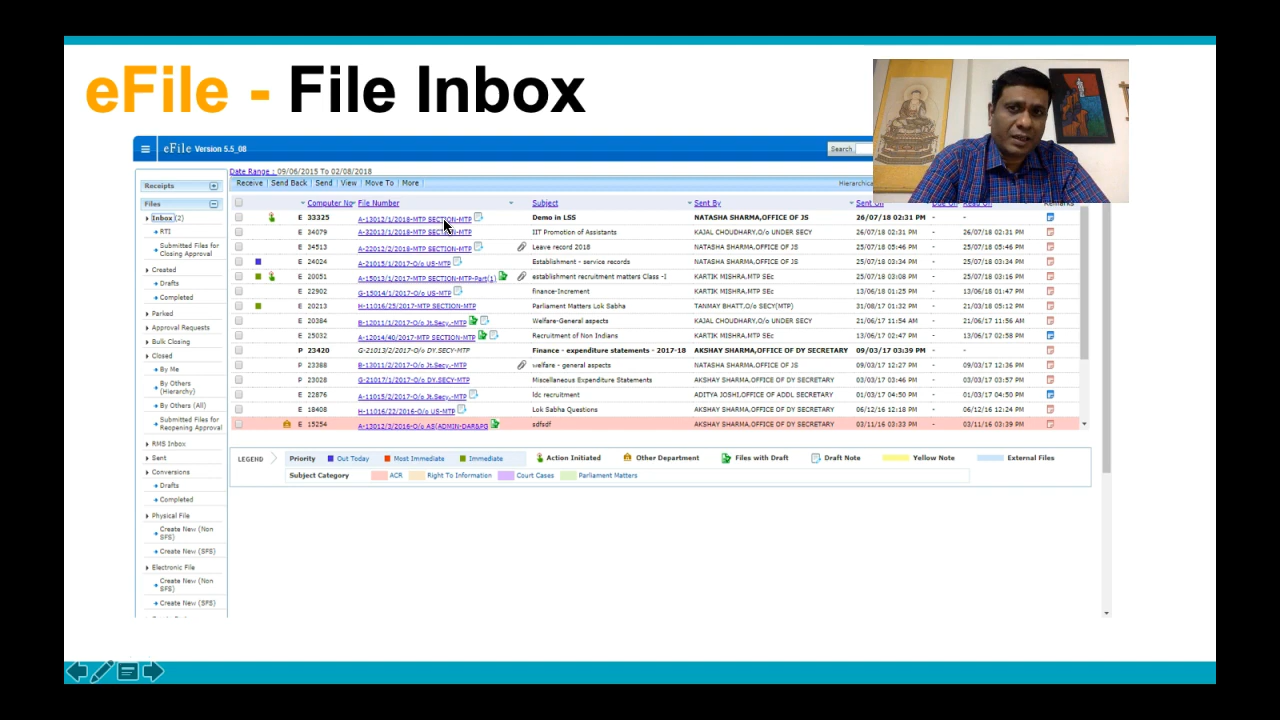 eFile - File Inbox
eFile Version 5.5_08
Search
Date Range : 09/06/2015 To 02/08/2018
Receive | Send Back | Send | View | Move To | More |
Hierarchica
Receipts
Files
Inbox (2)
RTI
Submitted Files for Closing Approval
Created
Drafts
Completed
Parked
Approval Requests
Bulk Closing
Closed
By Me
By Others (Hierarchy)
By Others (All)
Submitted Files for Reopening Approval
RMS Inbox
Sent
Conversions
Drafts
Completed
Physical File
Create New (Non SFS)
Create New (SFS)
Electronic File
Create New (Non SFS)
Create New (SFS)
Computer No File Number Subject Sent By Sent On
E 33325 A-13012/1/2018-MTP SECTION-MTP Demo in LSS NATASHA SHARMA,OFFICE OF JS 26/07/18 02:31 PM - -
E 34079 A-32013/1/2018-MTP SECTION-MTP IIT Promotion of Assistants KAJAL CHOUDHARY,O/o UNDER SECY 26/07/18 02:31 PM - 26/07/18 02:31 PM
E 34513 A-22012/2/2018-MTP SECTION-MTP Leave record 2018 NATASHA SHARMA,OFFICE OF JS 25/07/18 05:46 PM - 25/07/18 05:46 PM
E 24024 A-21015/1/2017-O/o US-MTP Establishment - service records NATASHA SHARMA,OFFICE OF JS 25/07/18 03:34 PM - 25/07/18 03:34 PM
E 20051 A-15013/1/2017-MTP SECTION-MTP-Part(1) establishment recruitment matters Class -I KARTIK MISHRA,MTP SEc 25/07/18 03:08 PM - 25/07/18 03:16 PM
E 22902 G-15014/1/2017-O/o US-MTP finance-Increment KARTIK MISHRA,MTP SEc 13/06/18 01:25 PM - 13/06/18 01:47 PM
E 20213 H-11016/25/2017-MTP SECTION-MTP Parliament Matters Lok Sabha TANMAY BHATT,O/o SECY(MTP) 31/08/17 01:32 PM - 21/03/18 05:12 PM
E 20384 B-12011/1/2017-O/o Jt.Secy.-MTP Welfare-General aspects KAJAL CHOUDHARY,O/o UNDER SECY 21/06/17 11:54 AM - 21/06/17 11:56 AM
E 25032 A-12014/40/2017-MTP SECTION-MTP Recruitment of Non Indians KARTIK MISHRA,MTP SEc 13/06/17 02:47 PM - 13/06/17 02:58 PM
P 23420 G-21013/2/2017-O/o DY.SECY-MTP Finance - expenditure statements - 2017-18 AKSHAY SHARMA,OFFICE OF DY SECRETARY 09/03/17 03:39 PM - -
P 23388 B-13011/2/2017-O/o Jt.Secy.-MTP welfare - general aspects NATASHA SHARMA,OFFICE OF JS 09/03/17 12:27 PM - 09/03/17 12:36 PM
P 23028 G-21017/1/2017-O/o DY.SECY-MTP Miscellaneous Expenditure Statements AKSHAY SHARMA,OFFICE OF DY SECRETARY 03/03/17 03:46 PM - 03/03/17 03:57 PM
E 22876 A-11015/2/2017-O/o Jt.Secy.-MTP ldc recruitment ADITYA JOSHI,OFFICE OF ADDL SECRETARY 01/03/17 04:50 PM - 01/03/17 04:50 PM
E 18408 H-11016/22/2016-O/o US-MTP Lok Sabha Questions AKSHAY SHARMA,OFFICE OF DY SECRETARY 06/12/16 12:18 PM - 06/12/16 12:24 PM
E 15254 A-13012/3/2016-O/o AS(ADMIN-DAR&PG sdfsdf AKSHAY SHARMA,OFFICE OF DY SECRETARY 03/11/16 03:33 PM - 03/11/16 03:39 PM
LEGEND Priority Out Today Most Immediate Immediate Action Initiated Other Department Files with Draft Draft Note Yellow Note External Files
Subject Category ACR Right To Information Court Cases Parliament Matters